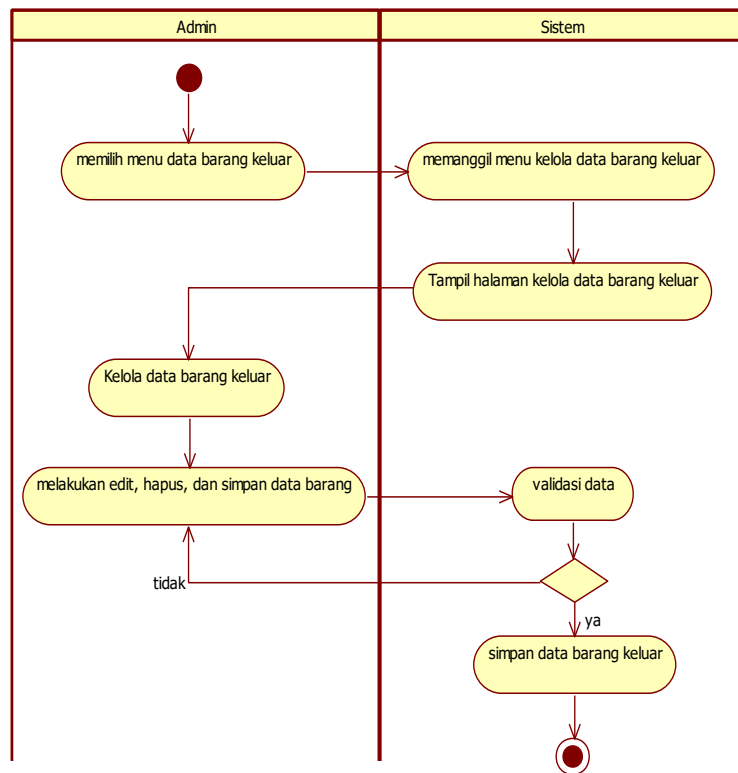 Admin
Sistem
memilih menu data barang keluar
memanggil menu kelola data barang keluar
Tampil halaman kelola data barang keluar
Kelola data barang keluar
melakukan edit, hapus, dan simpan data barang
validasi data
tidak
ya
simpan data barang keluar